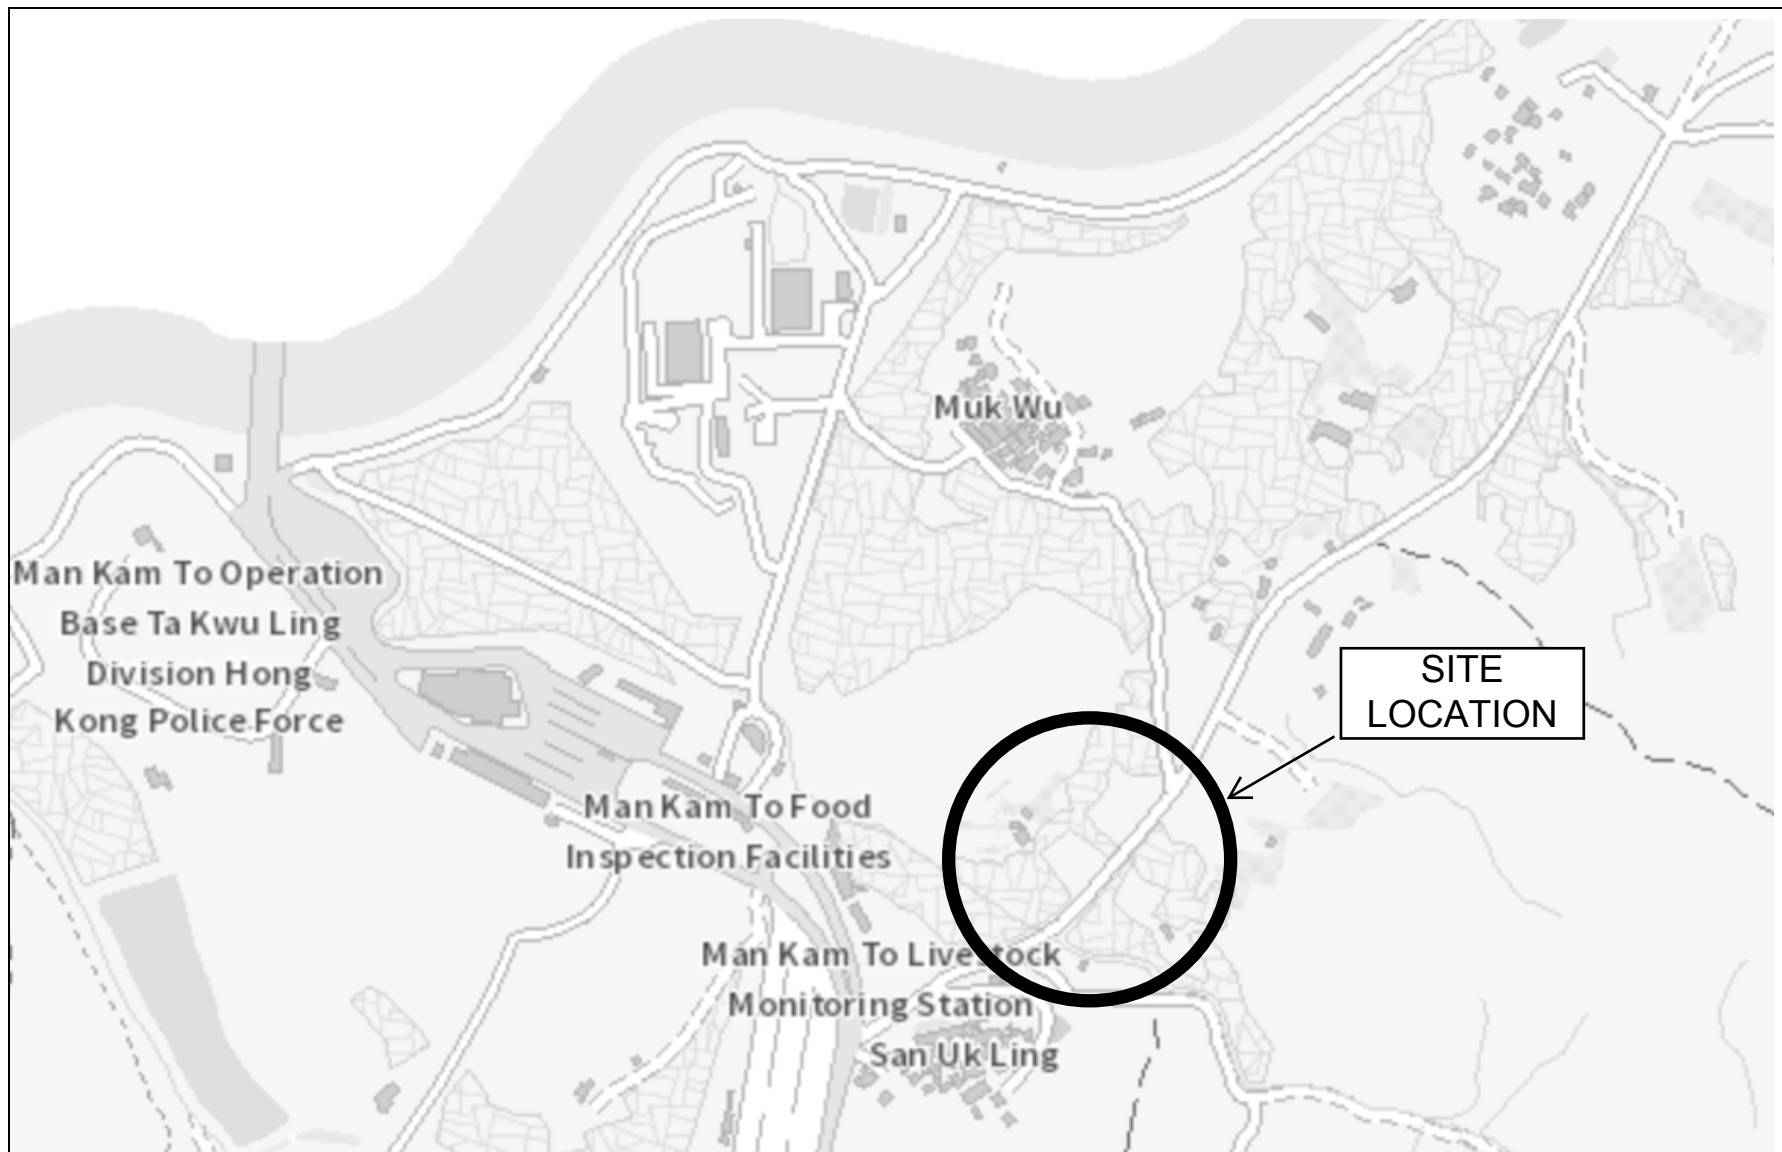 Muk Wu
Man Kam To Operation
Base Ta Kwu Ling
Division Hong
Kong Police Force
SITE
LOCATION
Man Kam To Food
Inspection Facilities
Man Kam To Livestock
Monitoring Station
San Uk Ling